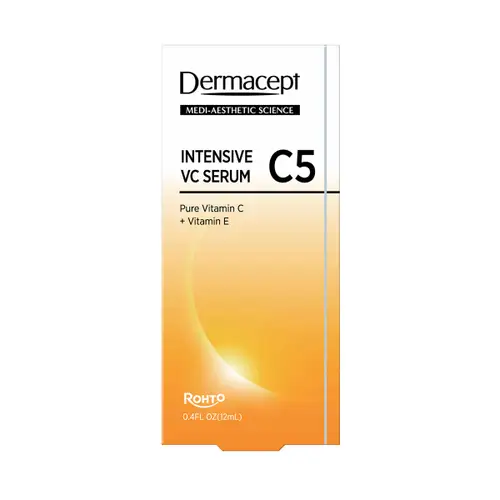 Dermacept
MEDI-AESTHETIC SCIENCE
INTENSIVE
VC SERUM C5
Pure Vitamin C
+ Vitamin E
ROHTO
0.4FL OZ(12mL)